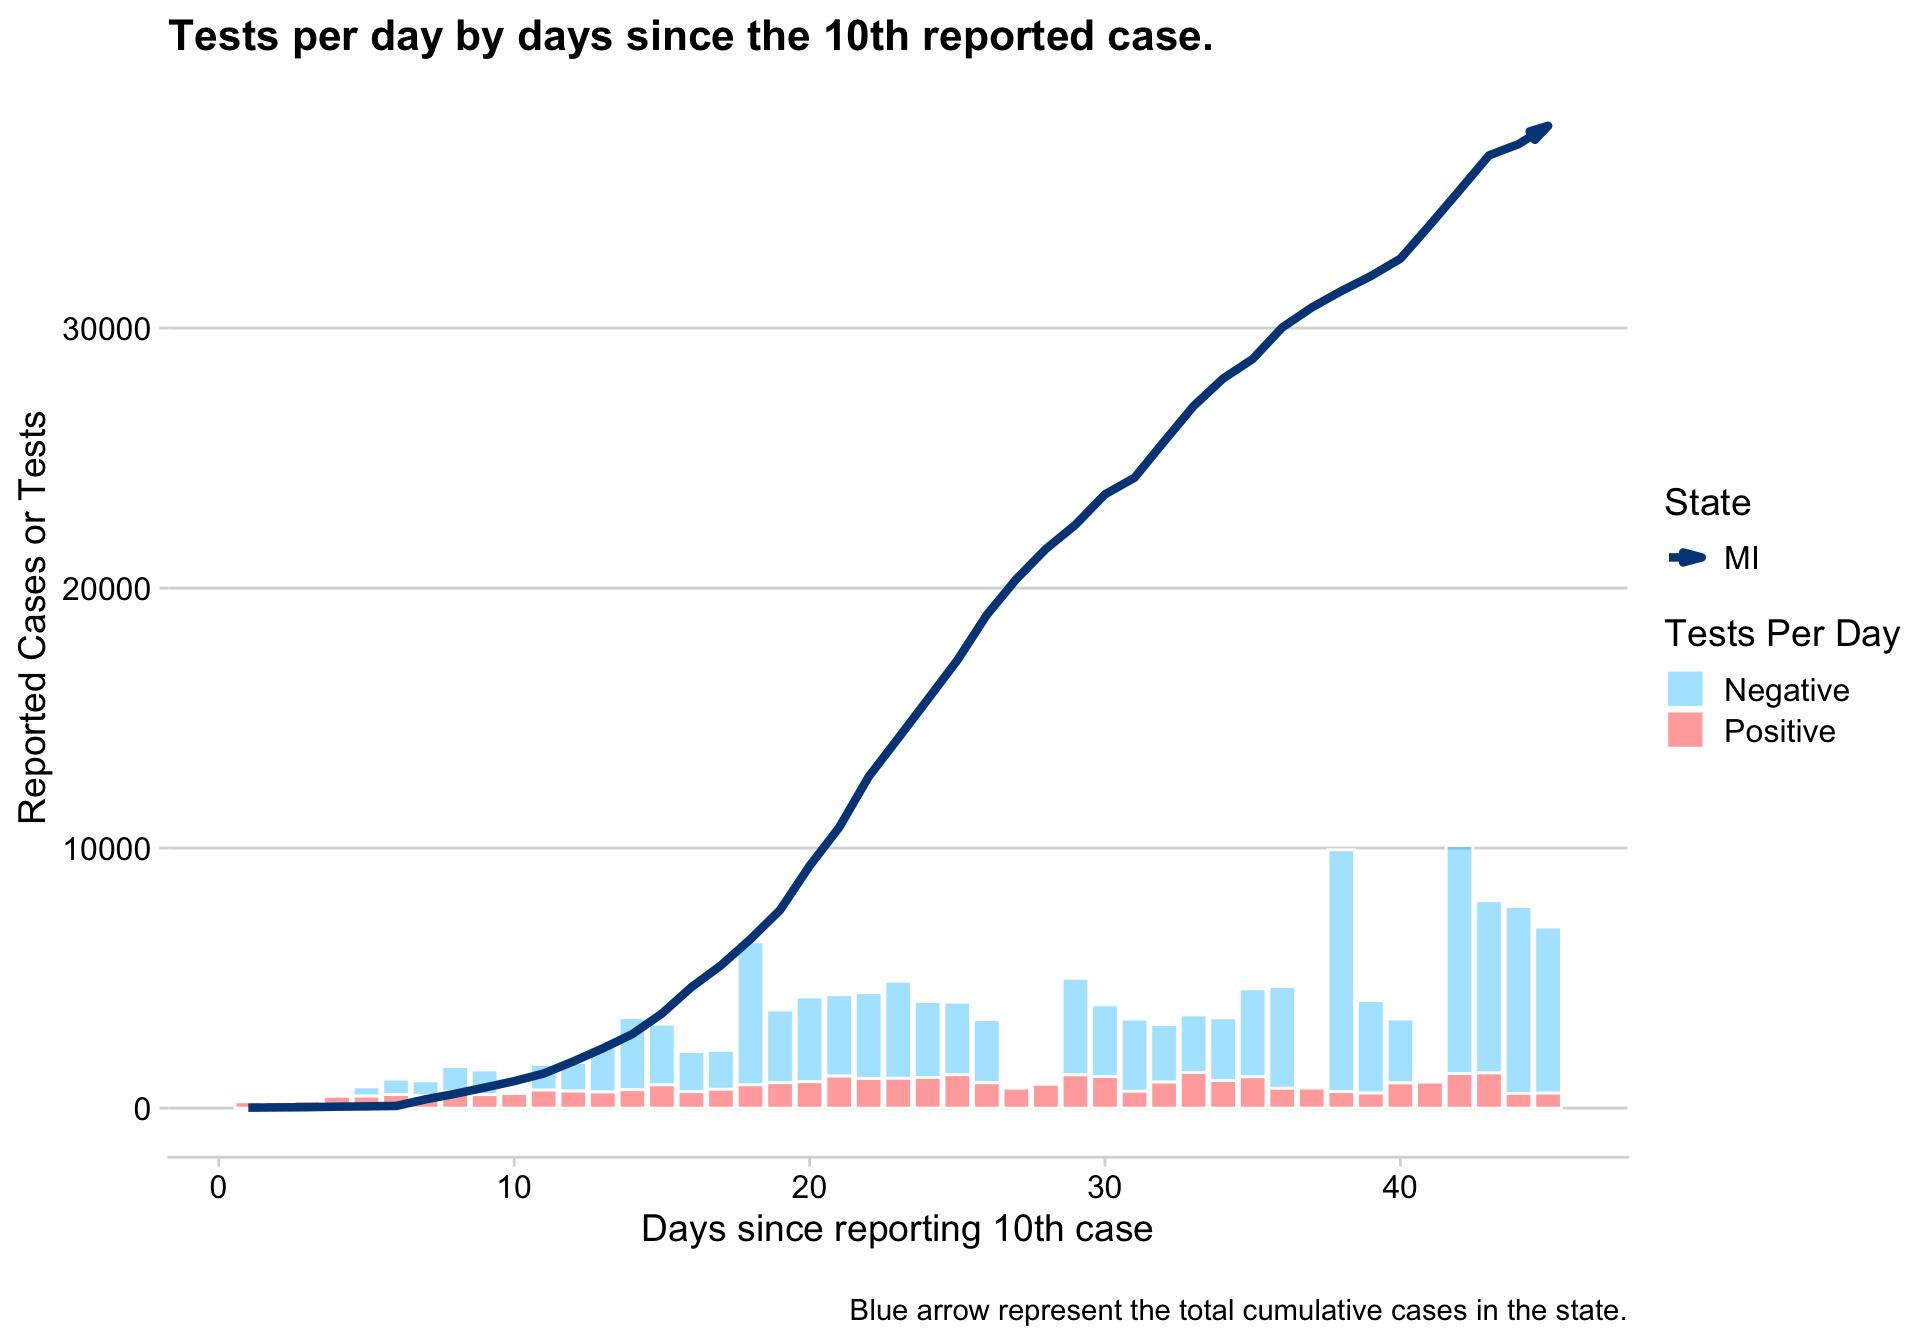 Tests per day by days since the 10th reported case.
Reported Cases or Tests
30000
20000
10000
0
0
10
20
30
40
Days since reporting 10th case
State
MI
Tests Per Day
Negative
Positive
Blue arrow represent the total cumulative cases in the state.